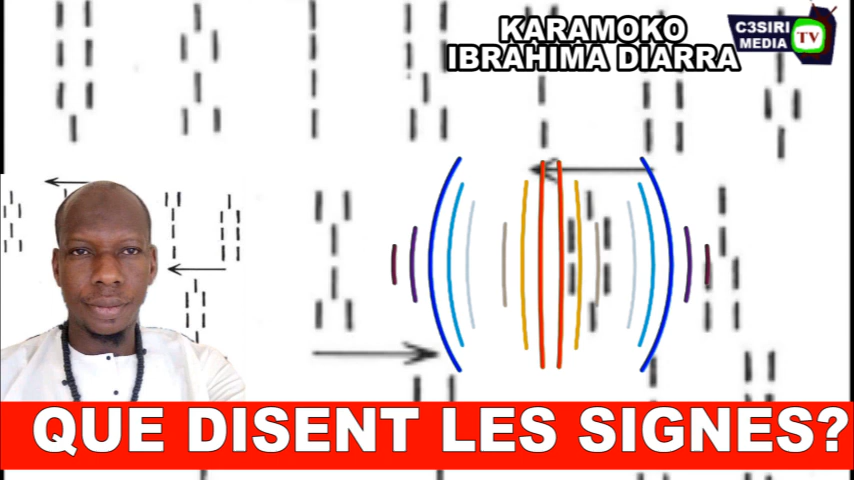 KARAMOKO
IBRAHIMA DIARRA
C3SIRI
MEDIA
TV
QUE DISENT LES SIGNES?